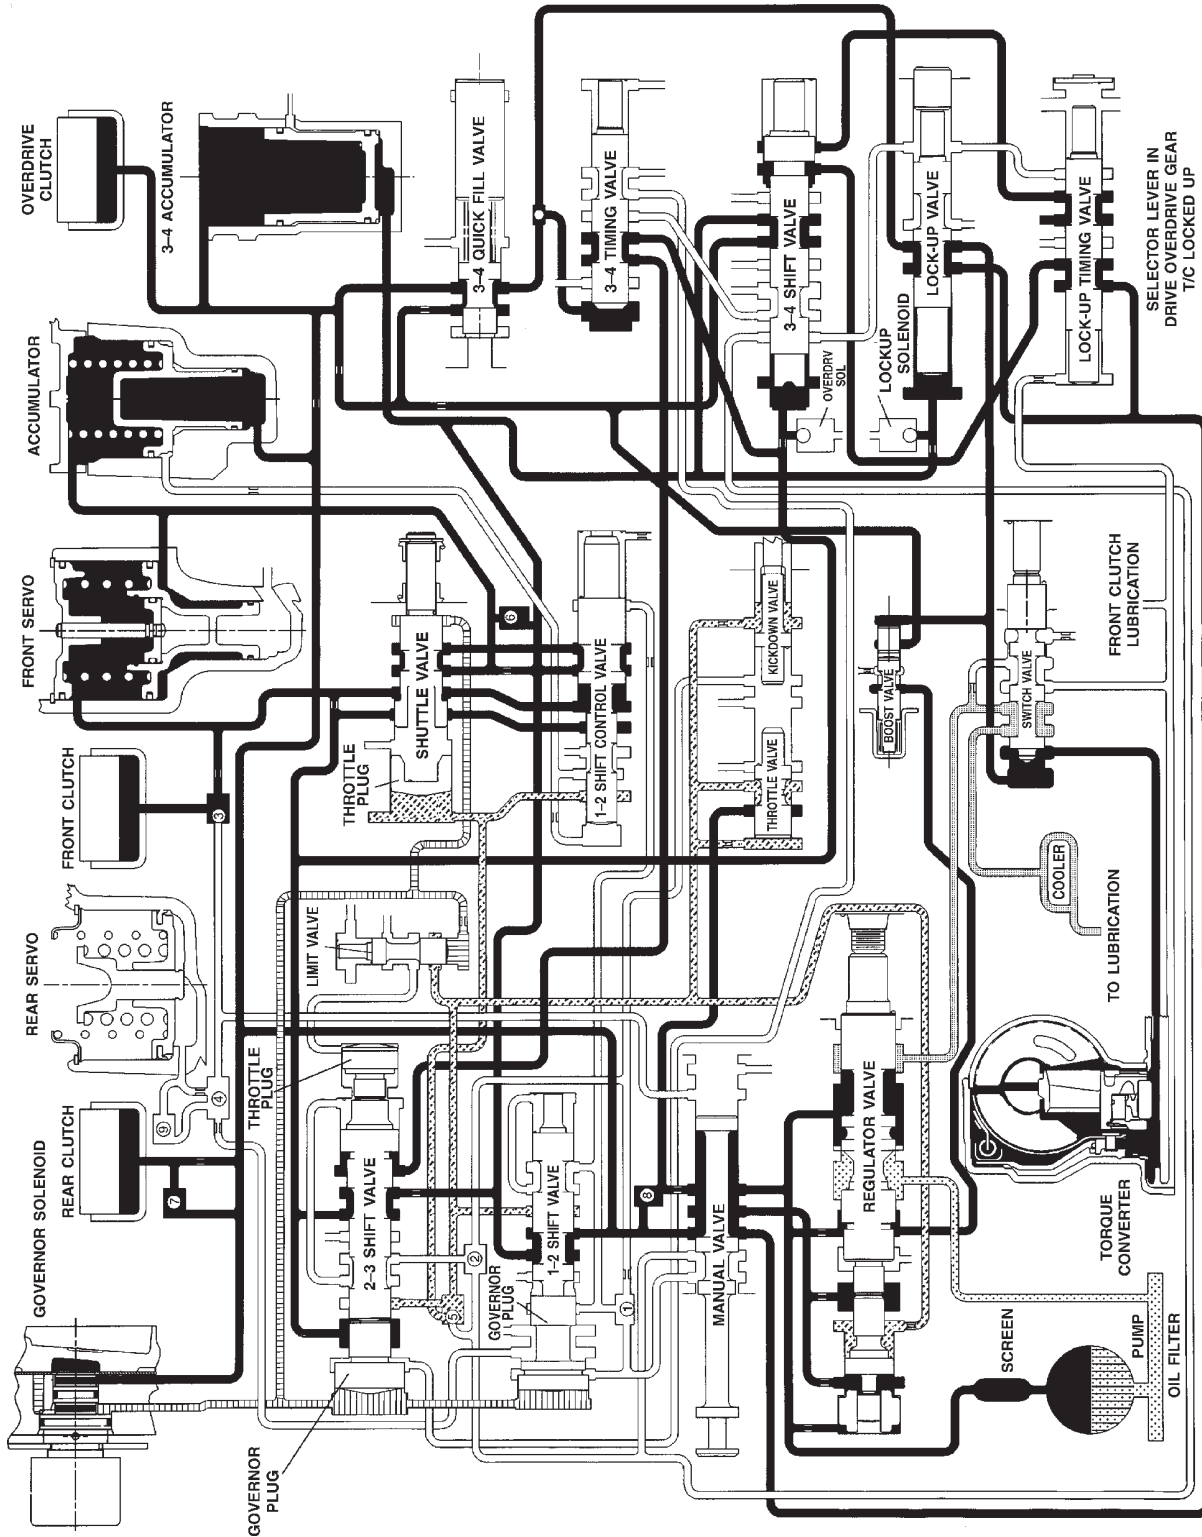 GOVERNOR SOLENOID
REAR CLUTCH
REAR SERVO
FRONT CLUTCH
FRONT SERVO
ACCUMULATOR
OVERDRIVE
CLUTCH
3–4 ACCUMULATOR
7
9
4
3
GOVERNOR
PLUG
THROTTLE
PLUG
LIMIT VALVE
THROTTLE
PLUG
2–3 SHIFT VALVE
SHUTTLE VALVE
3–4 QUICK FILL VALVE
5
2
6
GOVERNOR
PLUG
1–2 SHIFT VALVE
1–2 SHIFT CONTROL VALVE
3–4 TIMING VALVE
1
8
MANUAL VALVE
THROTTLE VALVE
KICKDOWN VALVE
3–4 SHIFT VALVE
OVERDRV
SOL
REGULATOR VALVE
BOOST VALVE
LOCKUP
SOLENOID
LOCK-UP VALVE
SCREEN
SWITCH VALVE
COOLER
LOCK-UP TIMING VALVE
TORQUE
CONVERTER
TO LUBRICATION
FRONT CLUTCH
LUBRICATION
PUMP
OIL FILTER
SELECTOR LEVER IN
DRIVE OVERDRIVE GEAR
T/C LOCKED UP